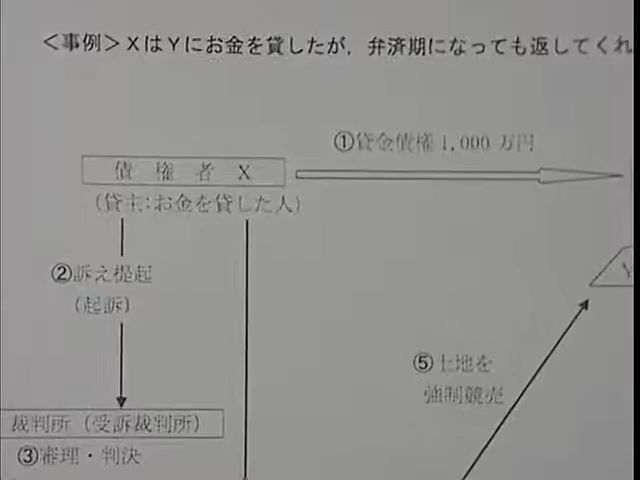 ＜事例＞ＸはＹにお金を貸したが，弁済期になっても返してくれ
①貸金債権 1,000 万円
債 権 者 Ｘ
（貸主：お金を貸した人）
②訴え提起
（起訴）
Y
⑤土地を
強制競売
裁判所（受訴裁判所）
③審理・判決